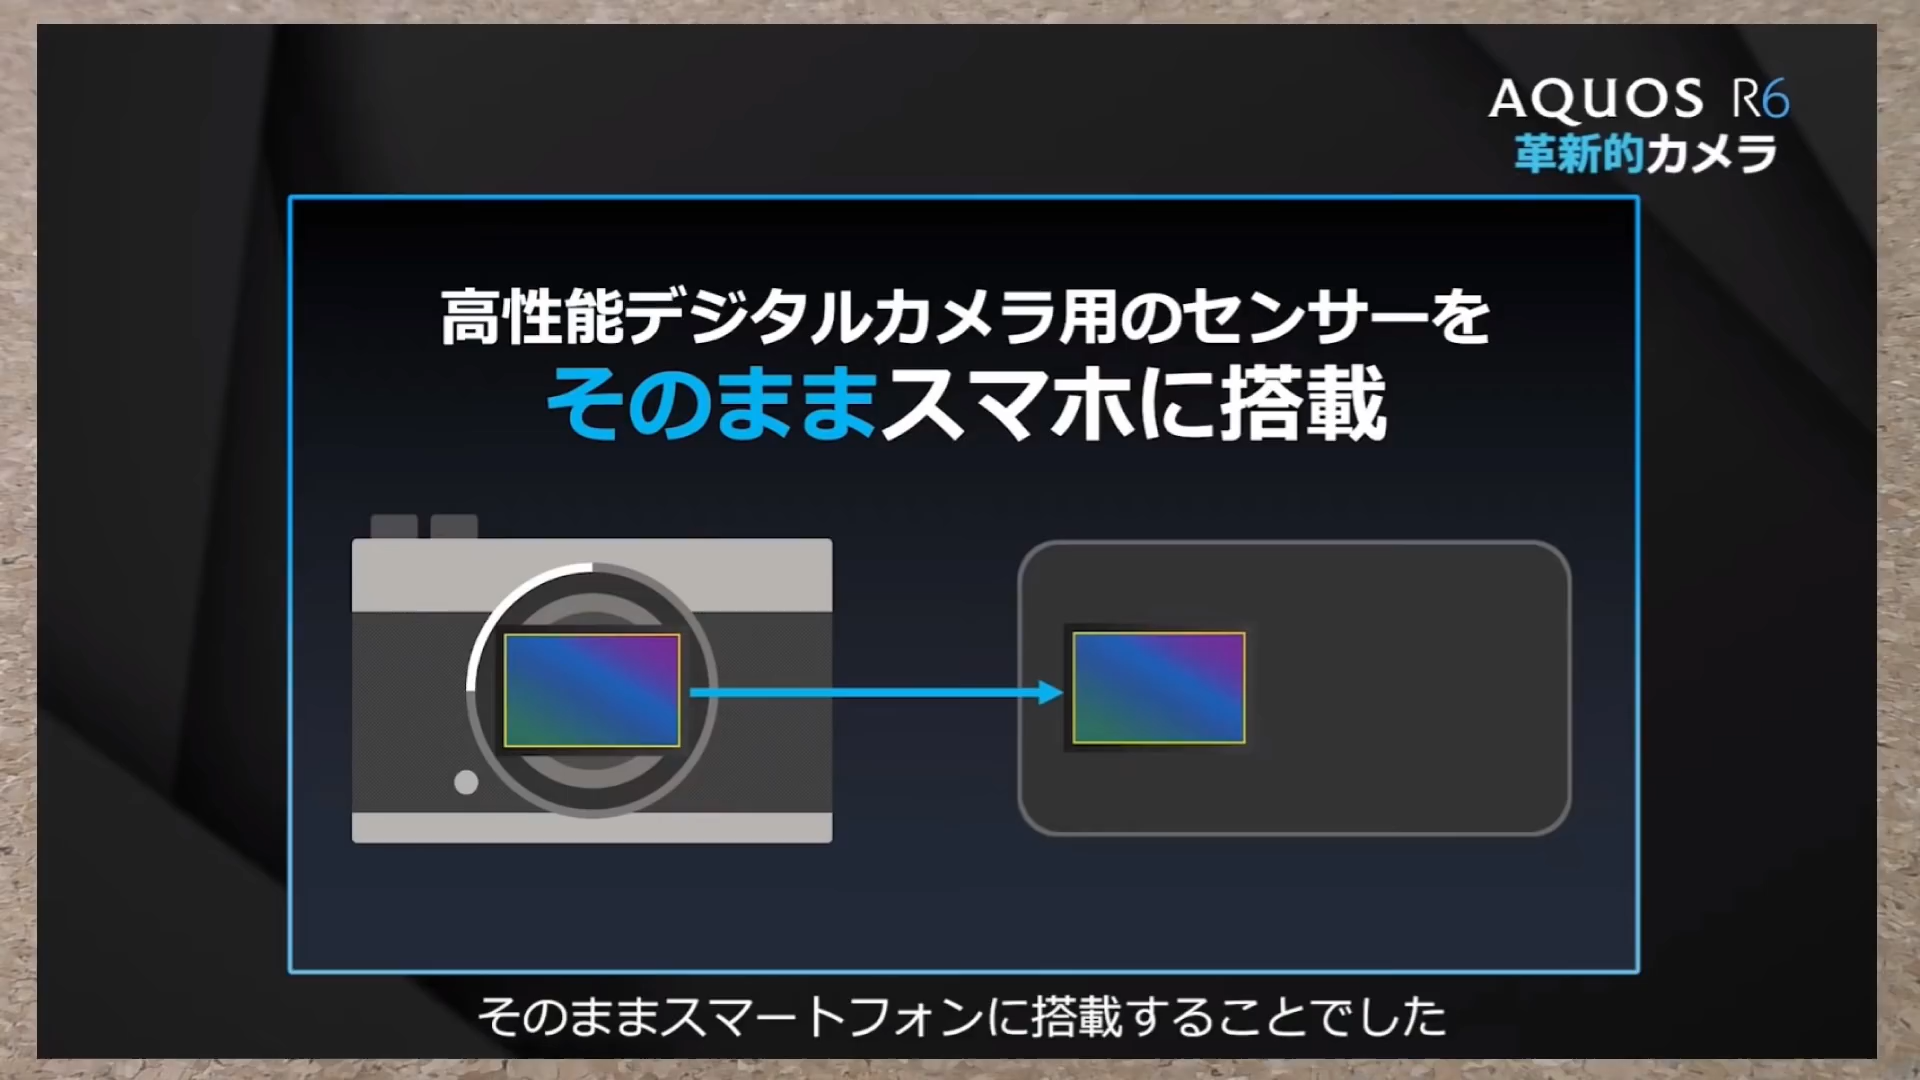 AQUOS R6
革新的カメラ
高性能デジタルカメラ用のセンサーを
そのままスマホに搭載
そのままスマートフォンに搭載することでした